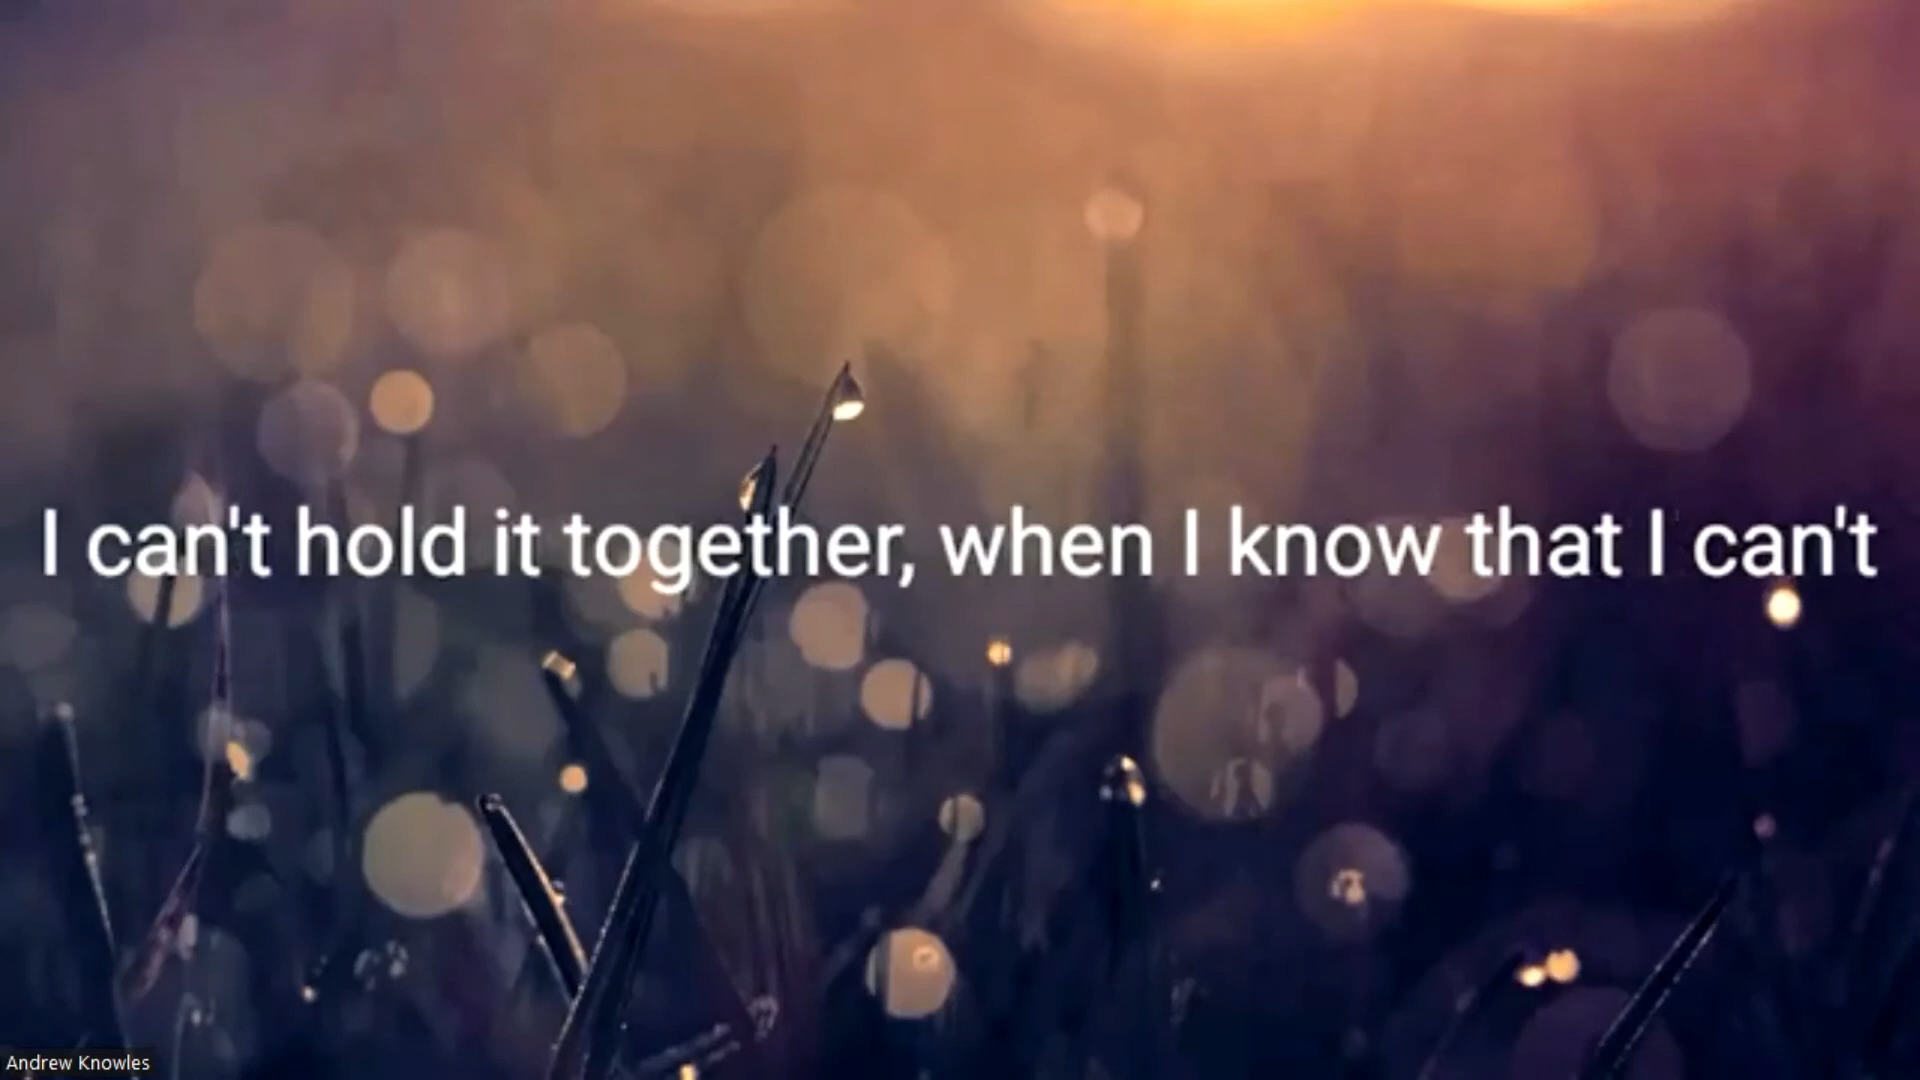 I can't hold it together, when I know that I can't
Andrew Knowles